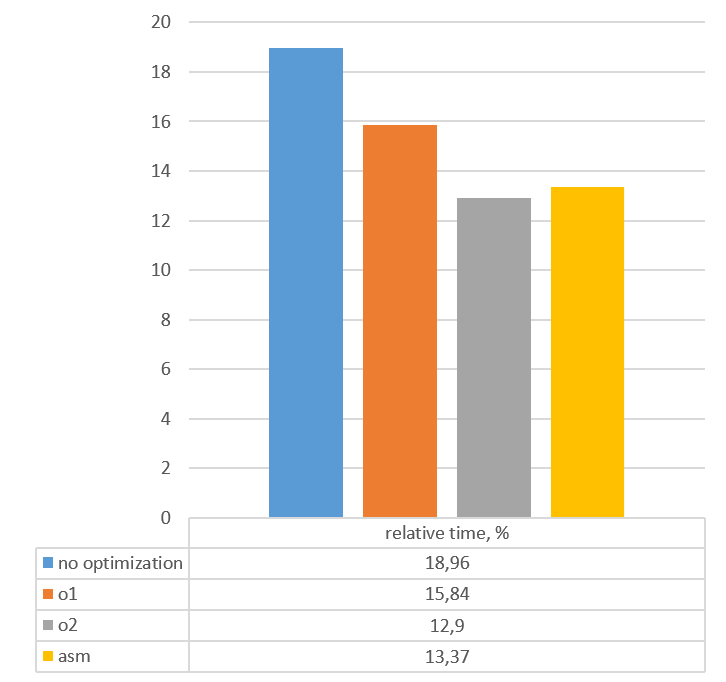 20
18
16
14
12
10
8
6
4
2
0
relative time, %
no optimization 18,96
o1 15,84
o2 12,9
asm 13,37